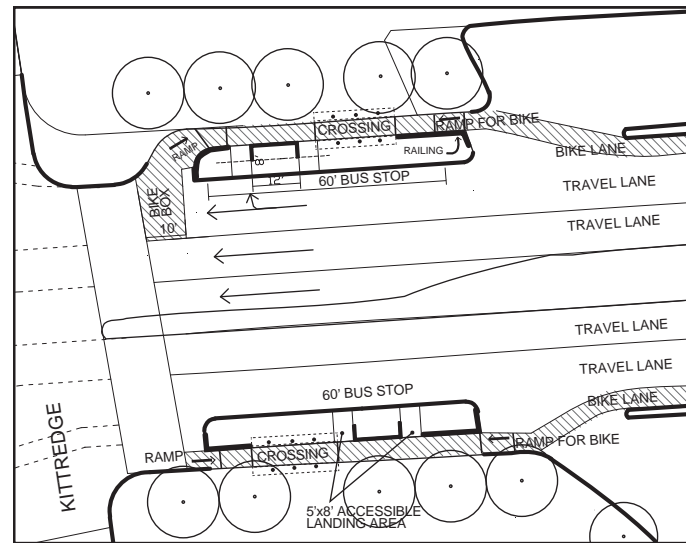 CROSSING
RAMP FOR BIKE
RAMP
RAILING
BIKE LANE
8'
12'
60' BUS STOP
TRAVEL LANE
BIKE
BOX
10'
TRAVEL LANE
TRAVEL LANE
TRAVEL LANE
60' BUS STOP
BIKE LANE
KITTREDGE
RAMP
CROSSING
RAMP FOR BIKE
5'x8' ACCESSIBLE
LANDING AREA